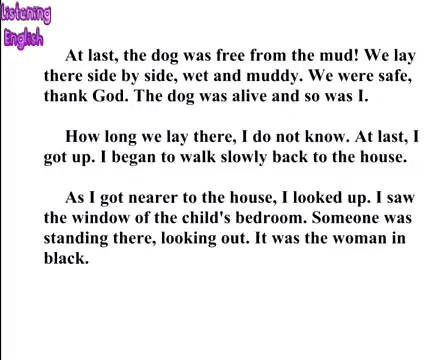 Listening
English
At last, the dog was free from the mud! We lay
there side by side, wet and muddy. We were safe,
thank God. The dog was alive and so was I.
How long we lay there, I do not know. At last, I
got up. I began to walk slowly back to the house.
As I got nearer to the house, I looked up. I saw
the window of the child's bedroom. Someone was
standing there, looking out. It was the woman in
black.